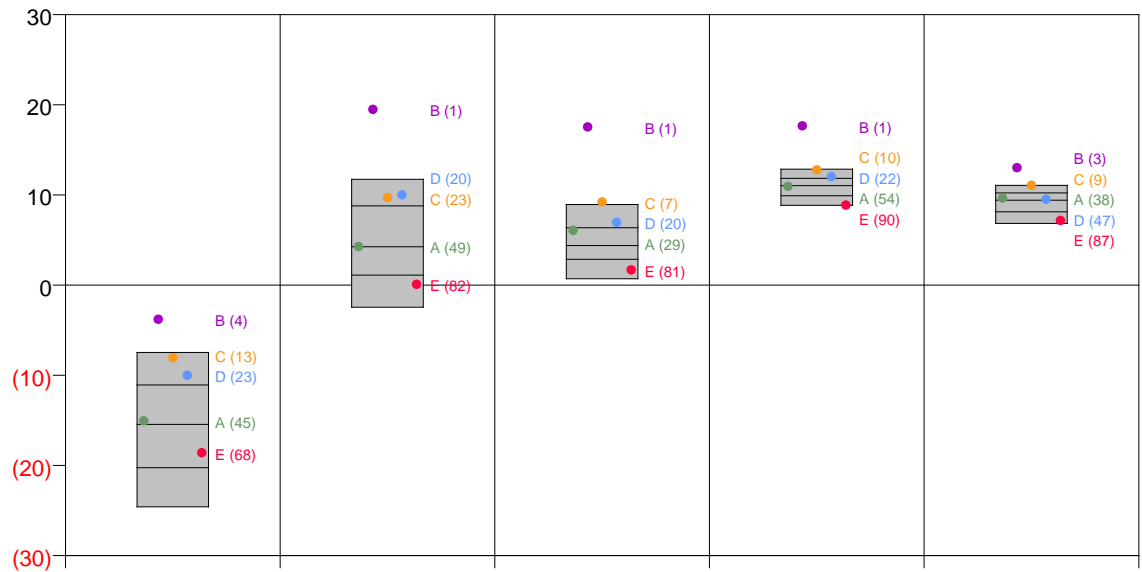 30
20
10
0
(10)
(20)
(30)
B (4)
C (13)
D (23)
A (45)
E (68)
B (1)
D (20)
C (23)
A (49)
E (82)
B (1)
C (7)
D (20)
A (29)
E (81)
B (1)
C (10)
D (22)
A (54)
E (90)
B (3)
C (9)
A (38)
D (47)
E (87)